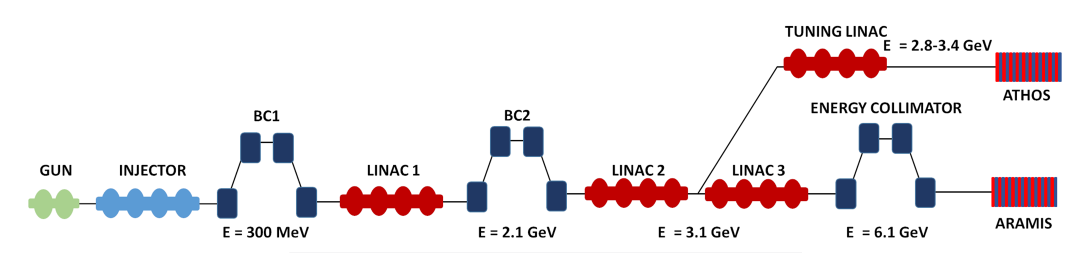 TUNING LINAC
E = 2.8-3.4 GeV
ATHOS
BC1
BC2
ENERGY COLLIMATOR
GUN
INJECTOR
LINAC 1
LINAC 2
LINAC 3
ARAMIS
E = 300 MeV
E = 2.1 GeV
E = 3.1 GeV
E = 6.1 GeV